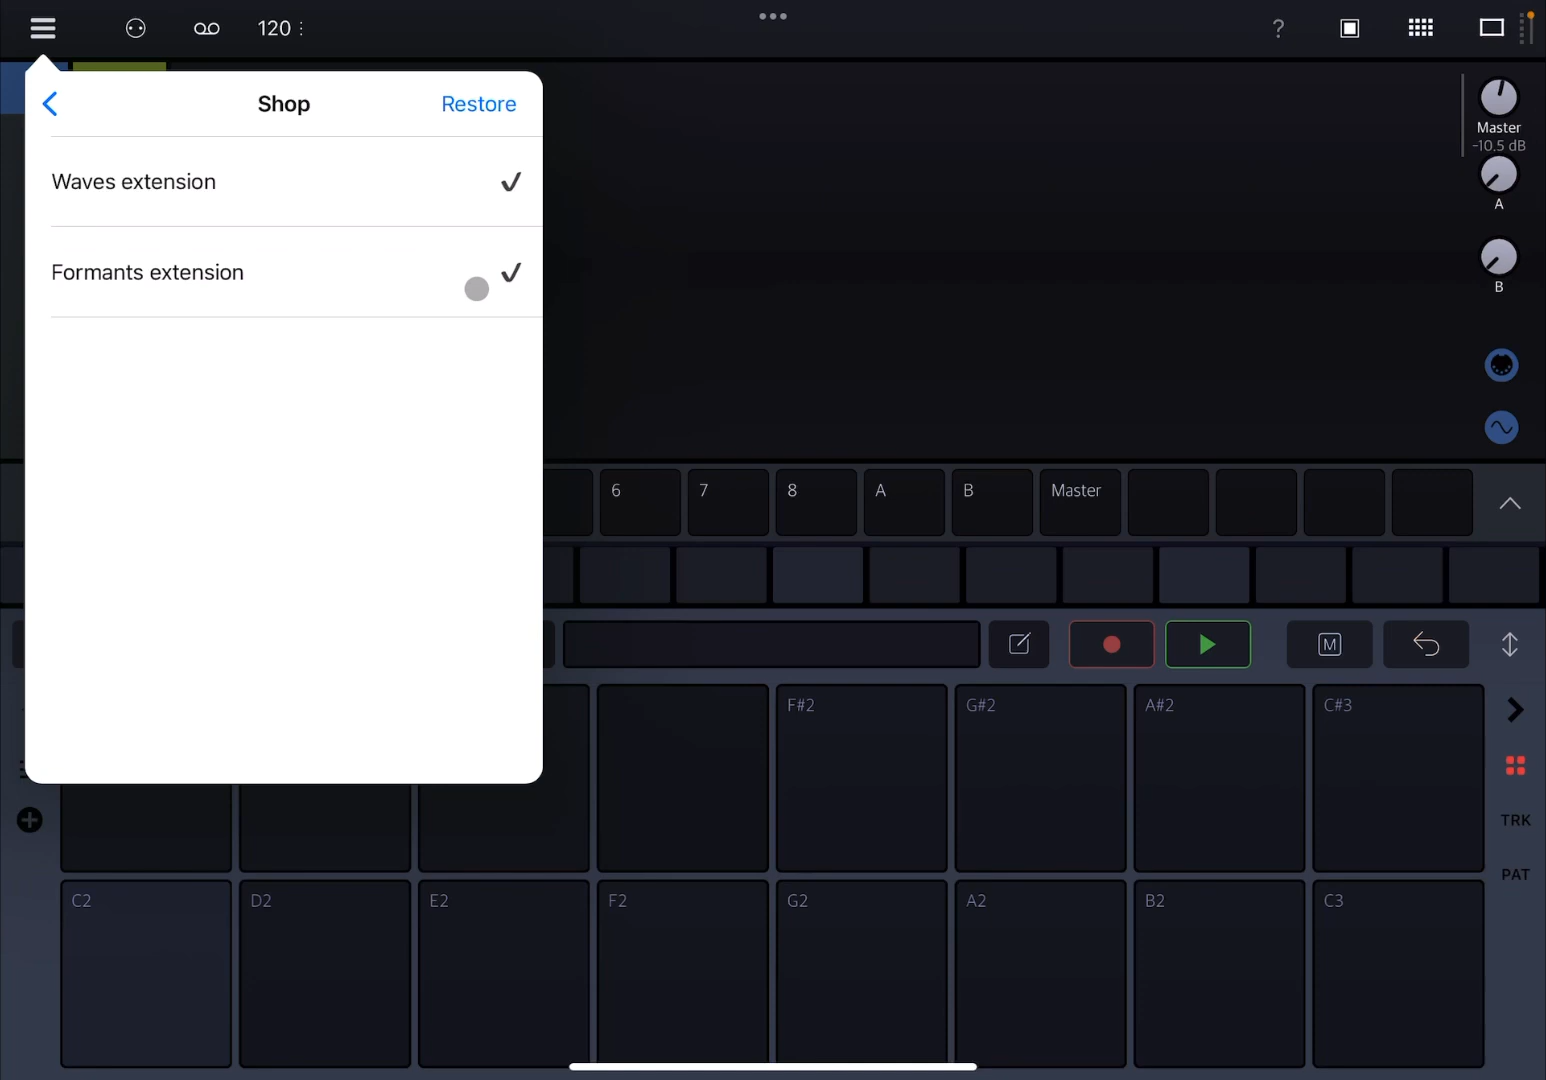 120
?
Shop
Restore
Waves extension
Formants extension
Master
-10.5 dB
A
B
6
7
8
A
B
Master
M
F#2
G#2
A#2
C#3
TRK
PAT
C2
D2
E2
F2
G2
A2
B2
C3